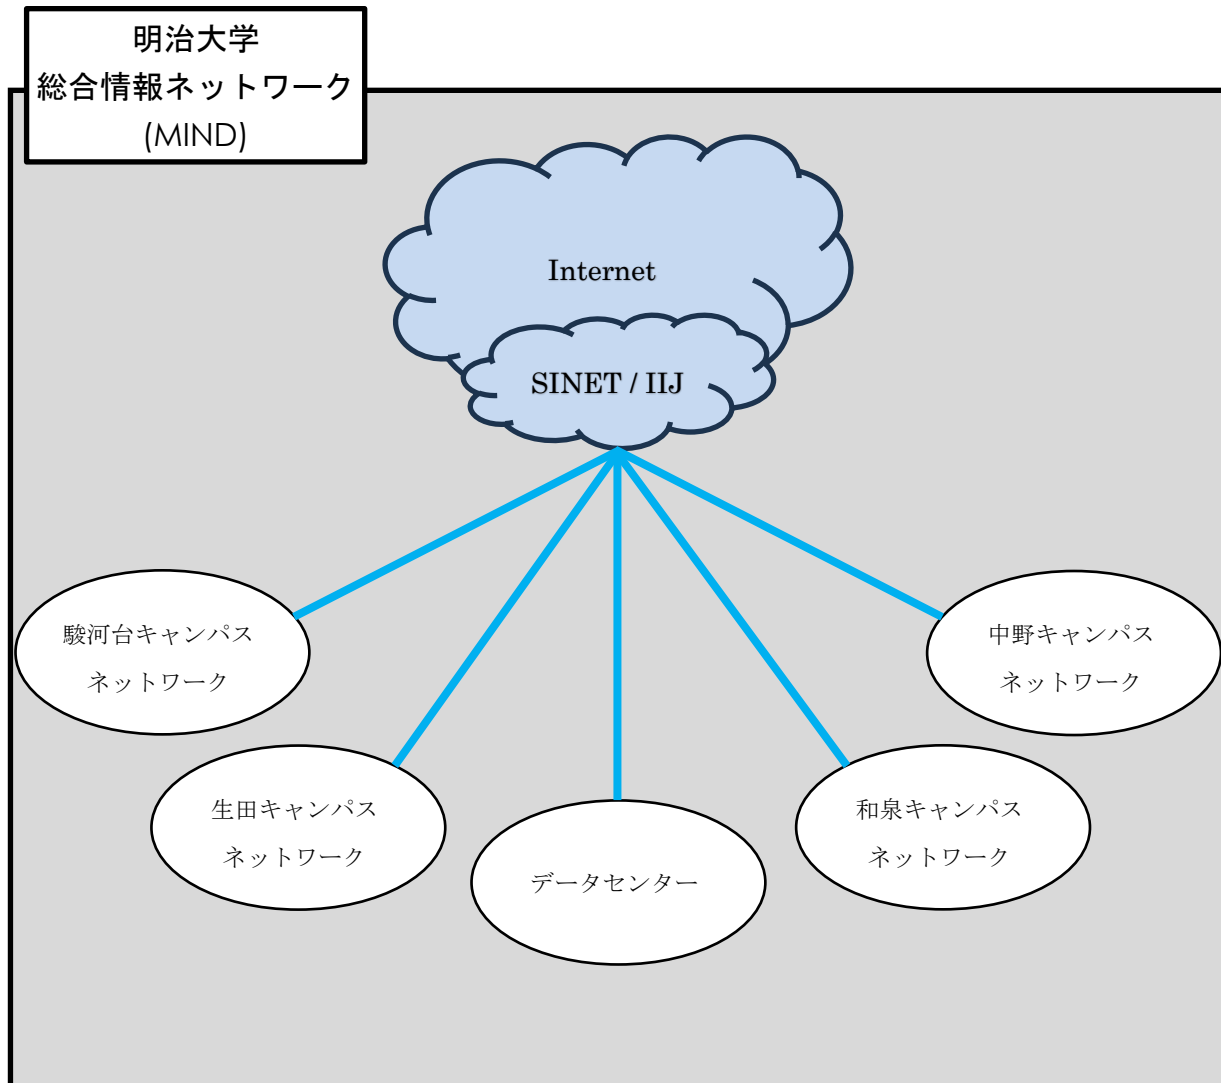 明治大学
総合情報ネットワーク
(MIND)
Internet
SINET / IIJ
駿河台キャンパス
ネットワーク
中野キャンパス
ネットワーク
生田キャンパス
ネットワーク
和泉キャンパス
ネットワーク
データセンター